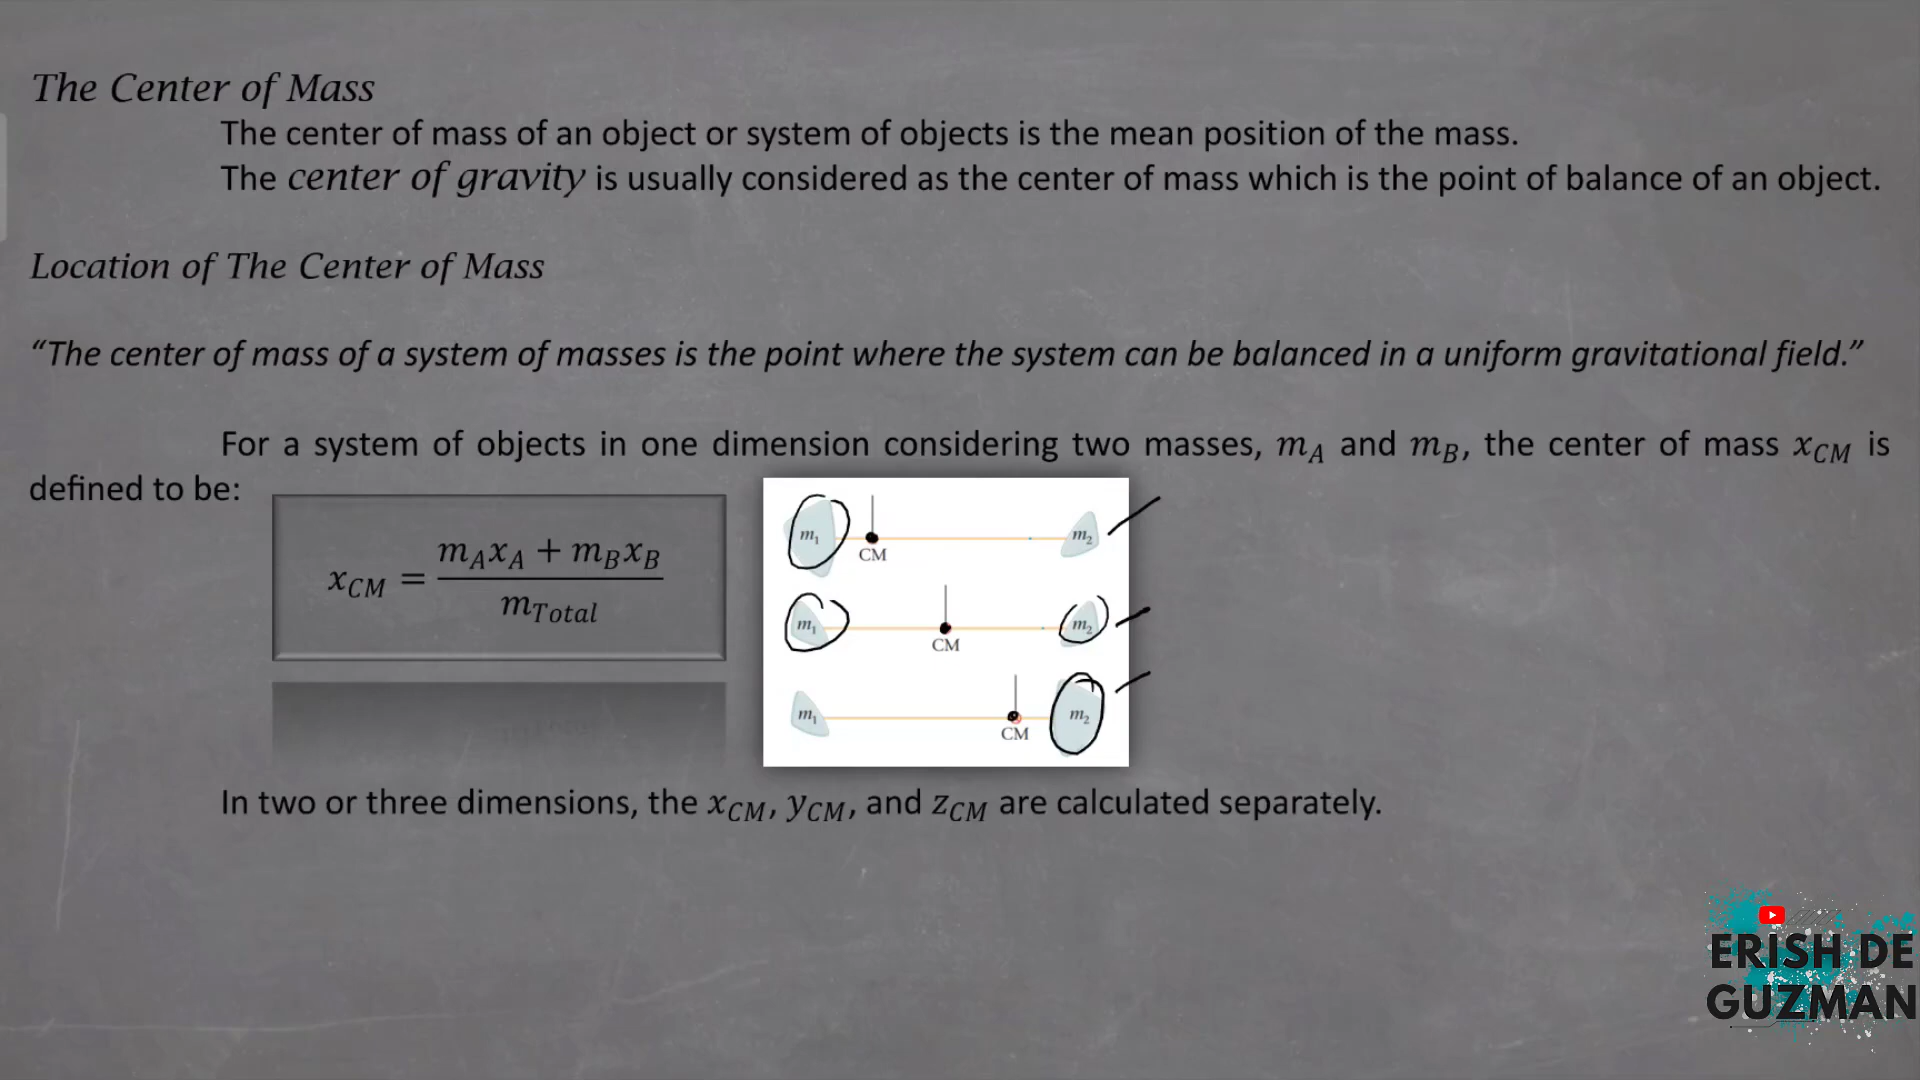 The Center of Mass
The center of mass of an object or system of objects is the mean position of the mass.
The center of gravity is usually considered as the center of mass which is the point of balance of an object.
Location of The Center of Mass
“The center of mass of a system of masses is the point where the system can be balanced in a uniform gravitational field.”
For a system of objects in one dimension considering two masses, m_A and m_B, the center of mass x_CM is
defined to be:
x_CM = (m_A x_A + m_B x_B) / m_Total
m₁ CM m₂
m₁ CM m₂
m₁ CM m₂
In two or three dimensions, the x_CM, y_CM, and z_CM are calculated separately.
ERISH DE
GUZMAN